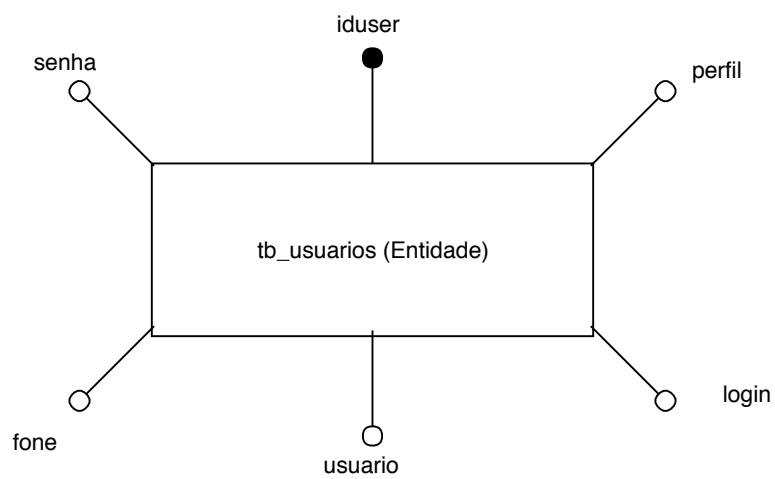 iduser
senha
perfil
tb_usuarios (Entidade)
login
fone
usuario